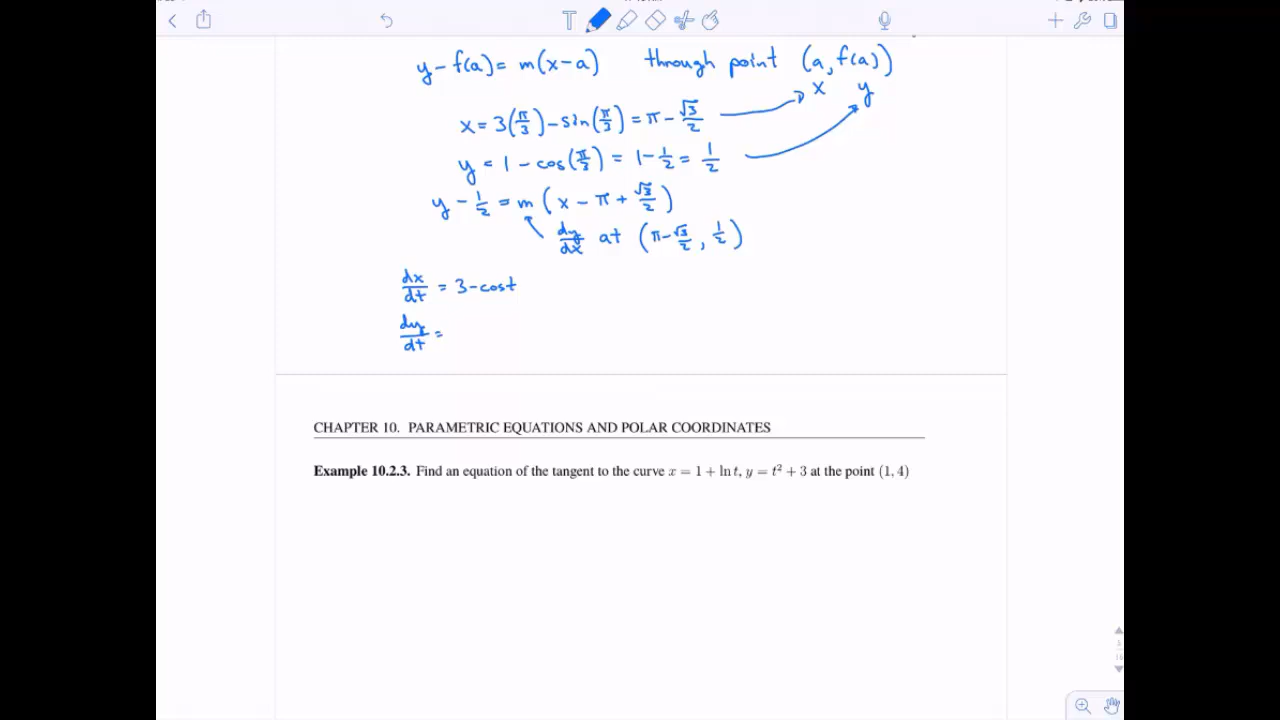 y - f(a) = m(x-a) through point (a, f(a))
x y
x = 3(π/3) - sin(π/3) = π - √3/2
y = 1 - cos(π/3) = 1 - 1/2 = 1/2
y - 1/2 = m (x - π + √3/2)
dy/dx at (π - √3/2, 1/2)
dx/dt = 3 - cost
dy/dt =
CHAPTER 10. PARAMETRIC EQUATIONS AND POLAR COORDINATES
Example 10.2.3. Find an equation of the tangent to the curve x = 1 + ln t, y = t² + 3 at the point (1, 4)